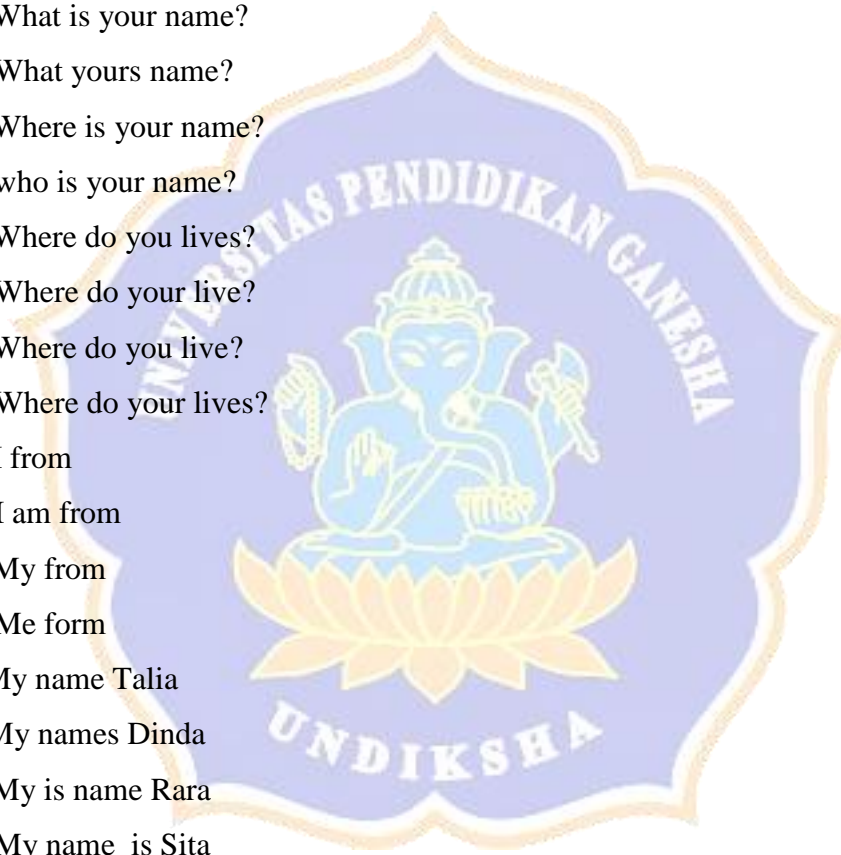 What is your name?
What yours name?
Where is your name?
who is your name?
Where do you lives?
Where do your live?
Where do you live?
Where do your lives?
from
I am from
My from
Me form
My name Talia
My names Dinda
My is name Rara
My name is Sita
UNIVERSITAS PENDIDIKAN GANESHA
UNDIKSHA